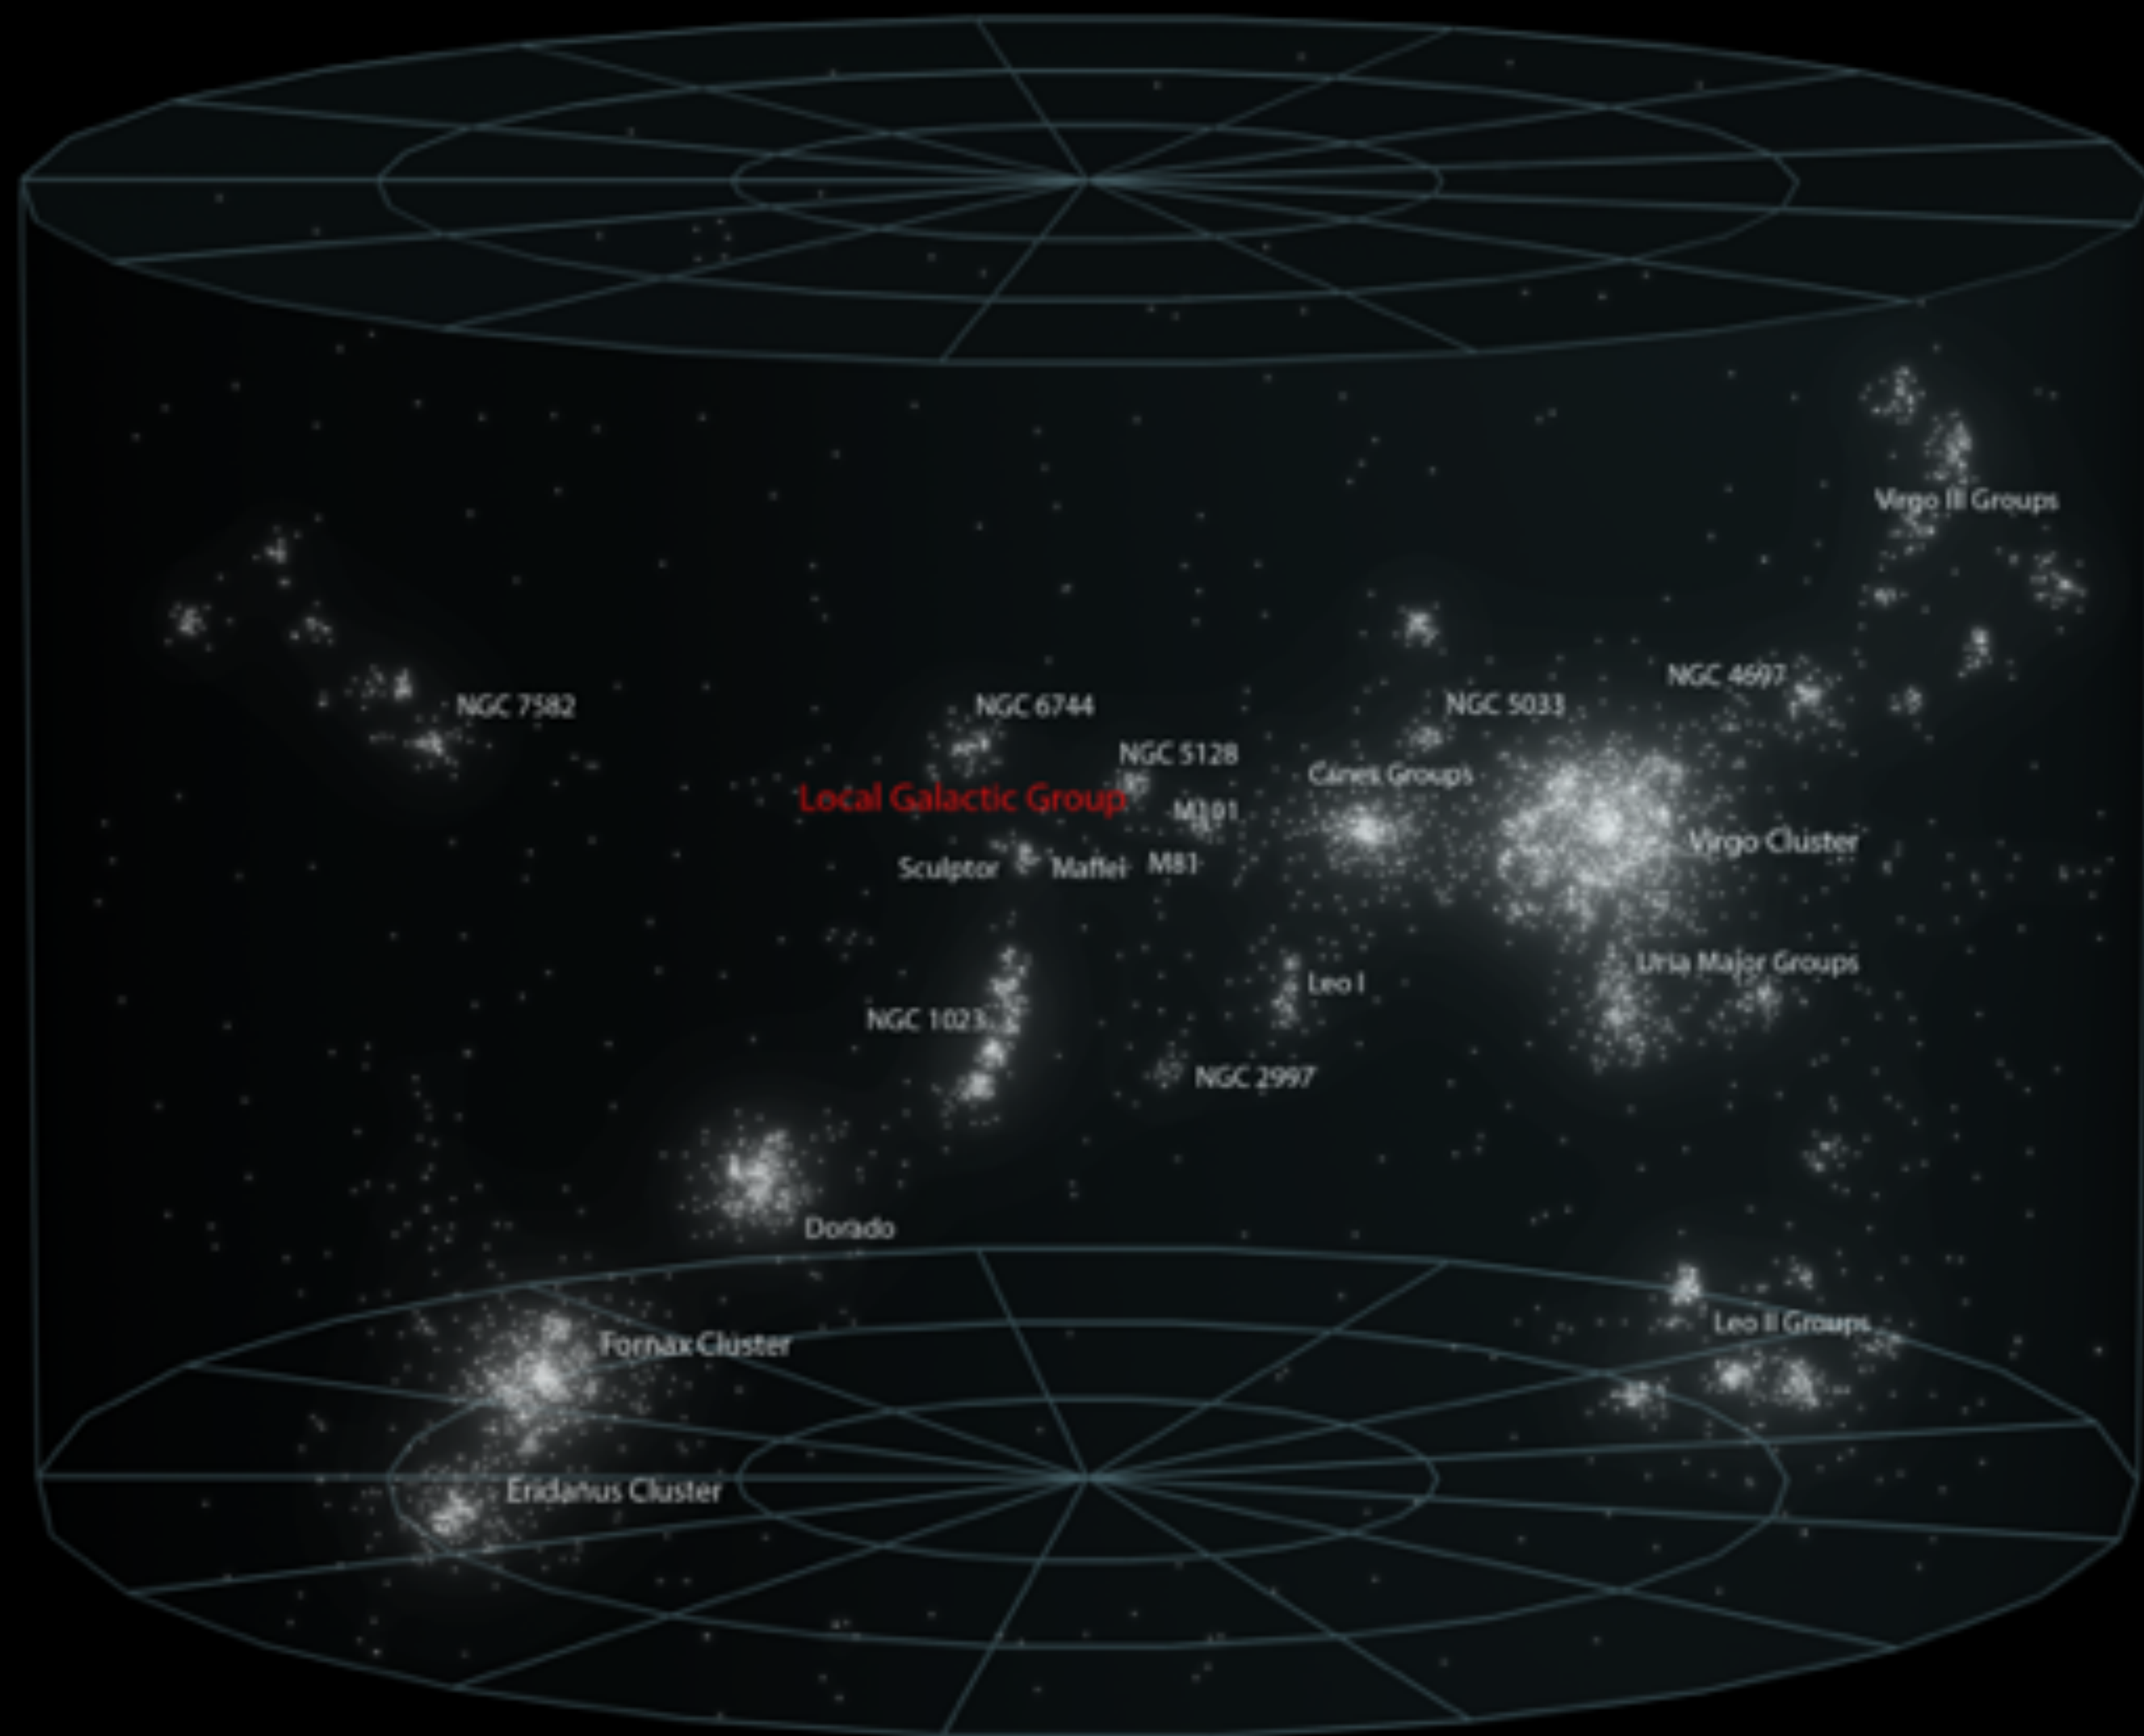 Virgo III Groups
NGC 4697
NGC 7582
NGC 6744
NGC 5033
NGC 5128
Canes Groups
Local Galactic Group
M101
Virgo Cluster
Sculptor
Maffei
M81
Ursa Major Groups
Leo I
NGC 1023
NGC 2997
Dorado
Leo II Groups
Fornax Cluster
Eridanus Cluster